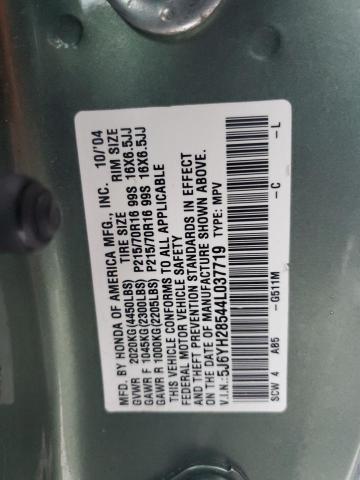 MFD. BY HONDA OF AMERICA MFG., INC. 10/'04
TIRE SIZE RIM SIZE
GVWR 2020KG(4450LBS)
GAWR F 1045KG(2300LBS) P215/70R16 99S 16X6.5JJ
GAWR R 1000KG(2205LBS) P215/70R16 99S 16X6.5JJ
THIS VEHICLE CONFORMS TO ALL APPLICABLE
FEDERAL MOTOR VEHICLE SAFETY
AND THEFT PREVENTION STANDARDS IN EFFECT
ON THE DATE OF MANUFACTURE SHOWN ABOVE.
V.I.N.: 5J6YH28544L037719 TYPE: MPV
SCW 4 A85 -G511M -C -L